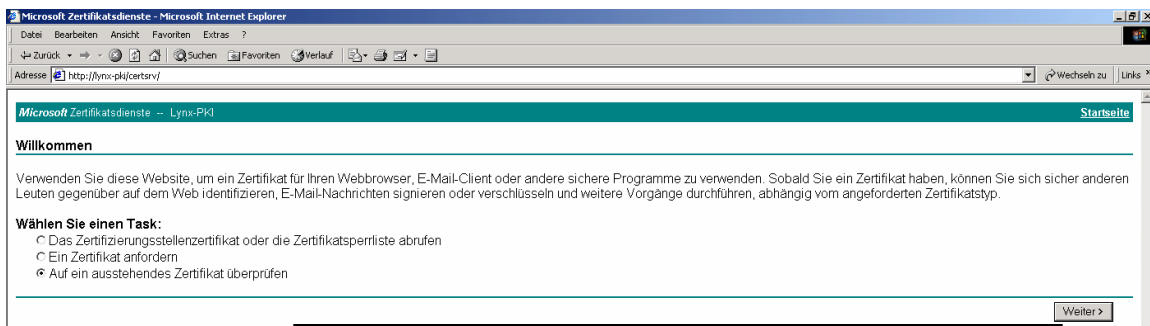 Microsoft Zertifikatsdienste - Microsoft Internet Explorer
Datei Bearbeiten Ansicht Favoriten Extras ?
Zurück Suchen Favoriten Verlauf
Adresse http://lynx-pki/certsrv/ Wechseln zu Links »
Microsoft Zertifikatsdienste -- Lynx-PKI Startseite
Willkommen
Verwenden Sie diese Website, um ein Zertifikat für Ihren Webbrowser, E-Mail-Client oder andere sichere Programme zu verwenden. Sobald Sie ein Zertifikat haben, können Sie sich sicher anderen
Leuten gegenüber auf dem Web identifizieren, E-Mail-Nachrichten signieren oder verschlüsseln und weitere Vorgänge durchführen, abhängig vom angeforderten Zertifikatstyp.
Wählen Sie einen Task:
Das Zertifizierungsstellenzertifikat oder die Zertifikatsperrliste abrufen
Ein Zertifikat anfordern
Auf ein ausstehendes Zertifikat überprüfen
Weiter >